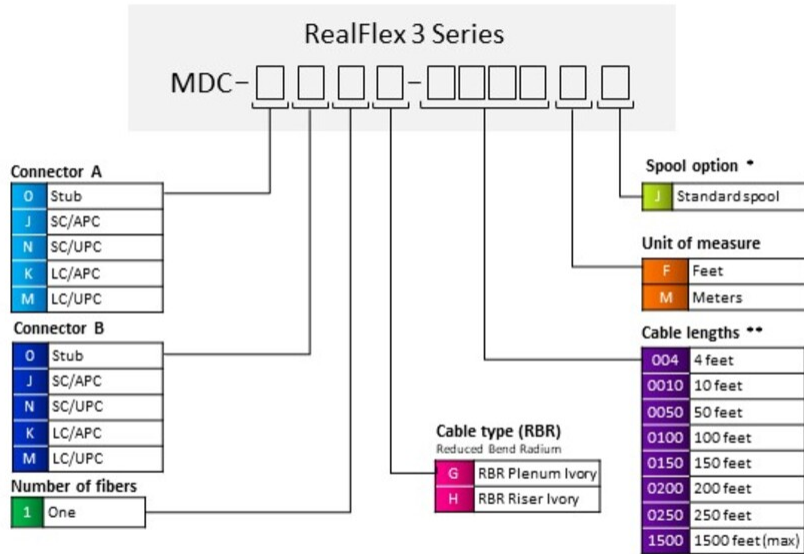 RealFlex 3 Series
MDC-
-
Connector A
0 Stub
J SC/APC
N SC/UPC
K LC/APC
M LC/UPC
Connector B
0 Stub
J SC/APC
N SC/UPC
K LC/APC
M LC/UPC
Number of fibers
1 One
Cable type (RBR)
Reduced Bend Radium
G RBR Plenum Ivory
H RBR Riser Ivory
Spool option *
J Standard spool
Unit of measure
F Feet
M Meters
Cable lengths **
004 4 feet
0010 10 feet
0050 50 feet
0100 100 feet
0150 150 feet
0200 200 feet
0250 250 feet
1500 1500 feet (max)